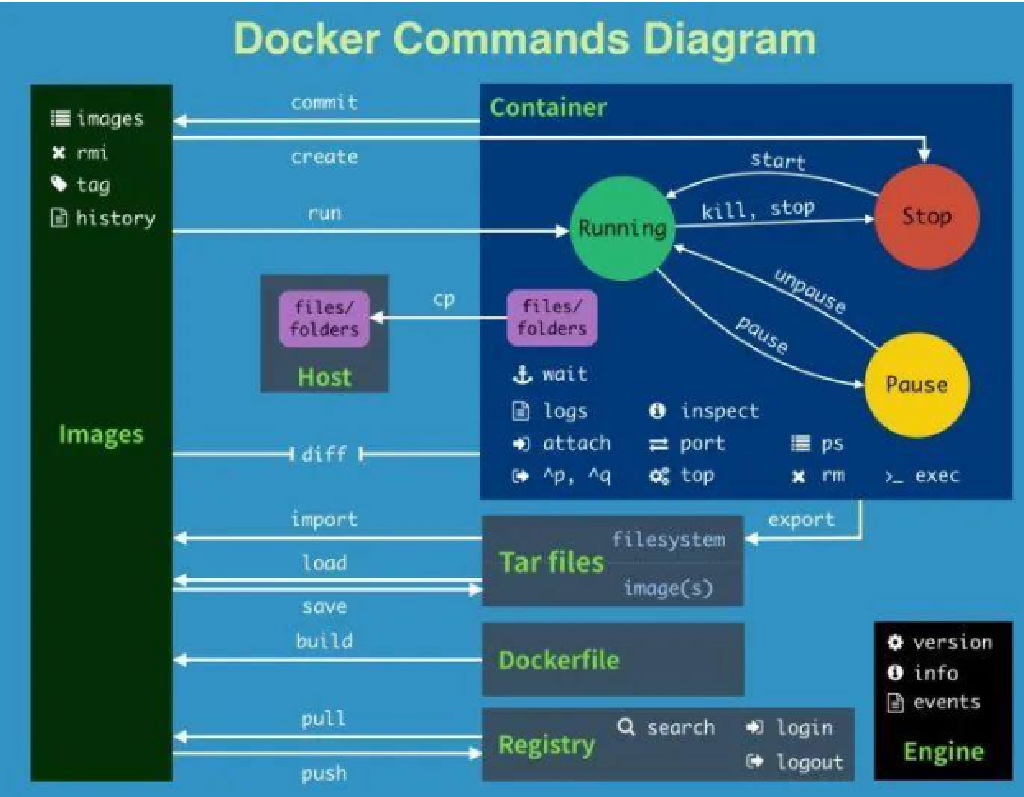 Docker Commands Diagram
images
rmi
tag
history
Images
commit
create
run
Container
start
kill, stop
Running
Stop
unpause
pause
Pause
files/
folders
Host
cp
files/
folders
wait
logs
inspect
attach
port
ps
^p, ^q
top
rm
>_ exec
diff
import
load
save
build
pull
push
export
Tar files
filesystem
image(s)
Dockerfile
Registry
search
login
logout
version
info
events
Engine